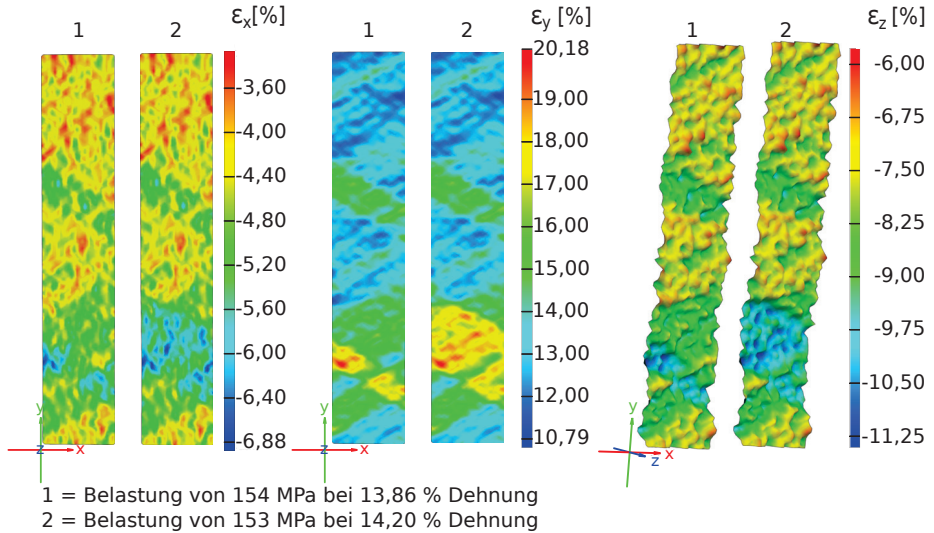 εx[%]
1 2
-3,60
-4,00
-4,40
-4,80
-5,20
-5,60
-6,00
-6,40
-6,88
y
z x
εy [%]
1 2
20,18
19,00
18,00
17,00
16,00
15,00
14,00
13,00
12,00
10,79
y
z x
εz [%]
1 2
-6,00
-6,75
-7,50
-8,25
-9,00
-9,75
-10,50
-11,25
y
z x
1 = Belastung von 154 MPa bei 13,86 % Dehnung
2 = Belastung von 153 MPa bei 14,20 % Dehnung